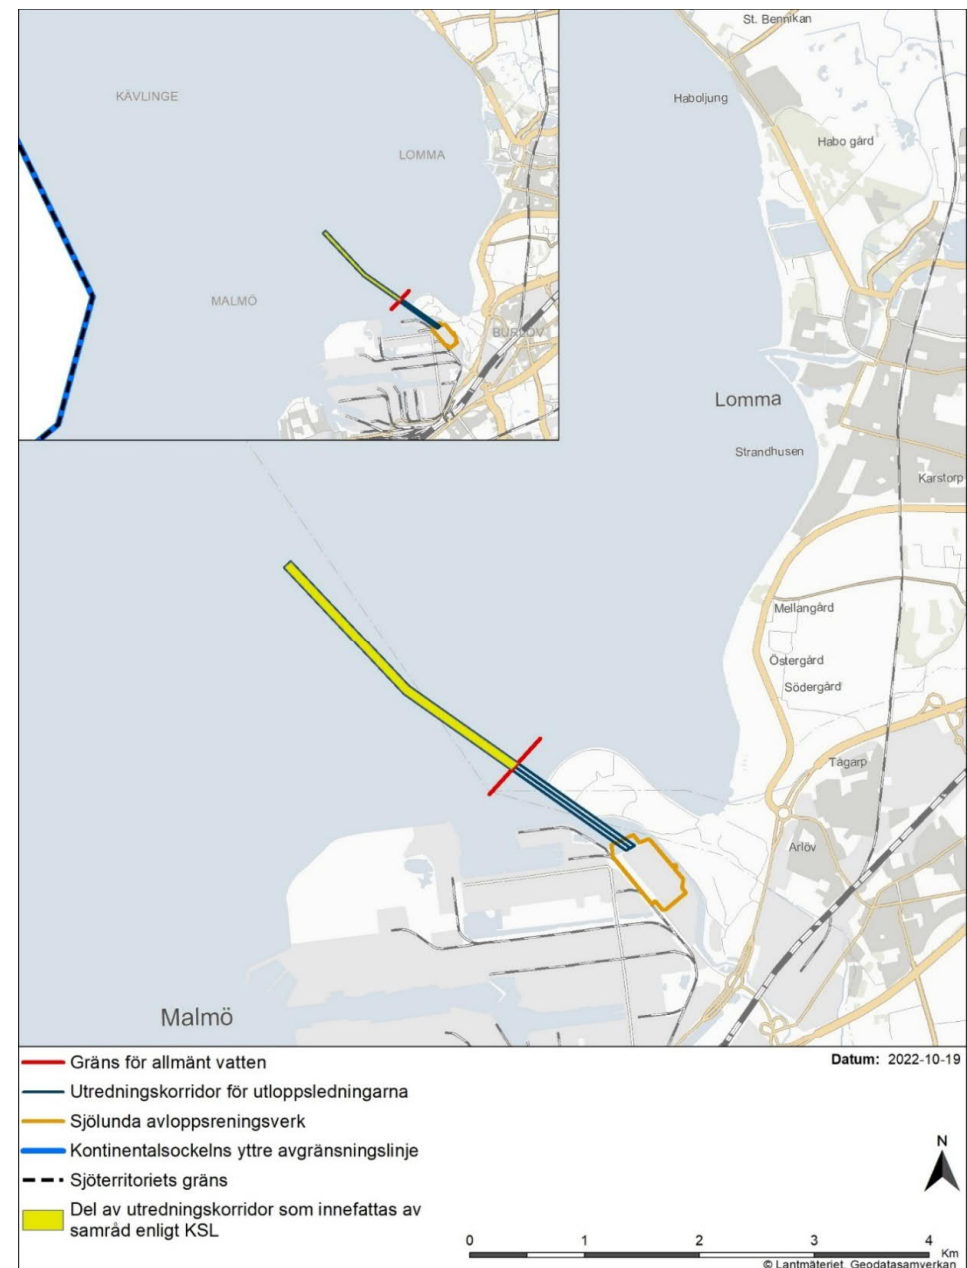 St. Bennikan
KÄVLINGE
Haboljung
Habo gård
LOMMA
MALMÖ
BURLÖV
Lomma
Strandhusen
Karstorp
Mellangård
Östergård
Södergård
Tågarp
Arlöv
Malmö
Gräns för allmänt vatten
Datum: 2022-10-19
Utredningskorridor för utloppsledningarna
Sjölunda avloppsreningsverk
Kontinentalsockelns yttre avgränsningslinje
N
Sjöterritoriets gräns
Del av utredningskorridor som innefattas av
samråd enligt KSL
0 1 2 3 4
Km
© Lantmäteriet, Geodatasamverkan